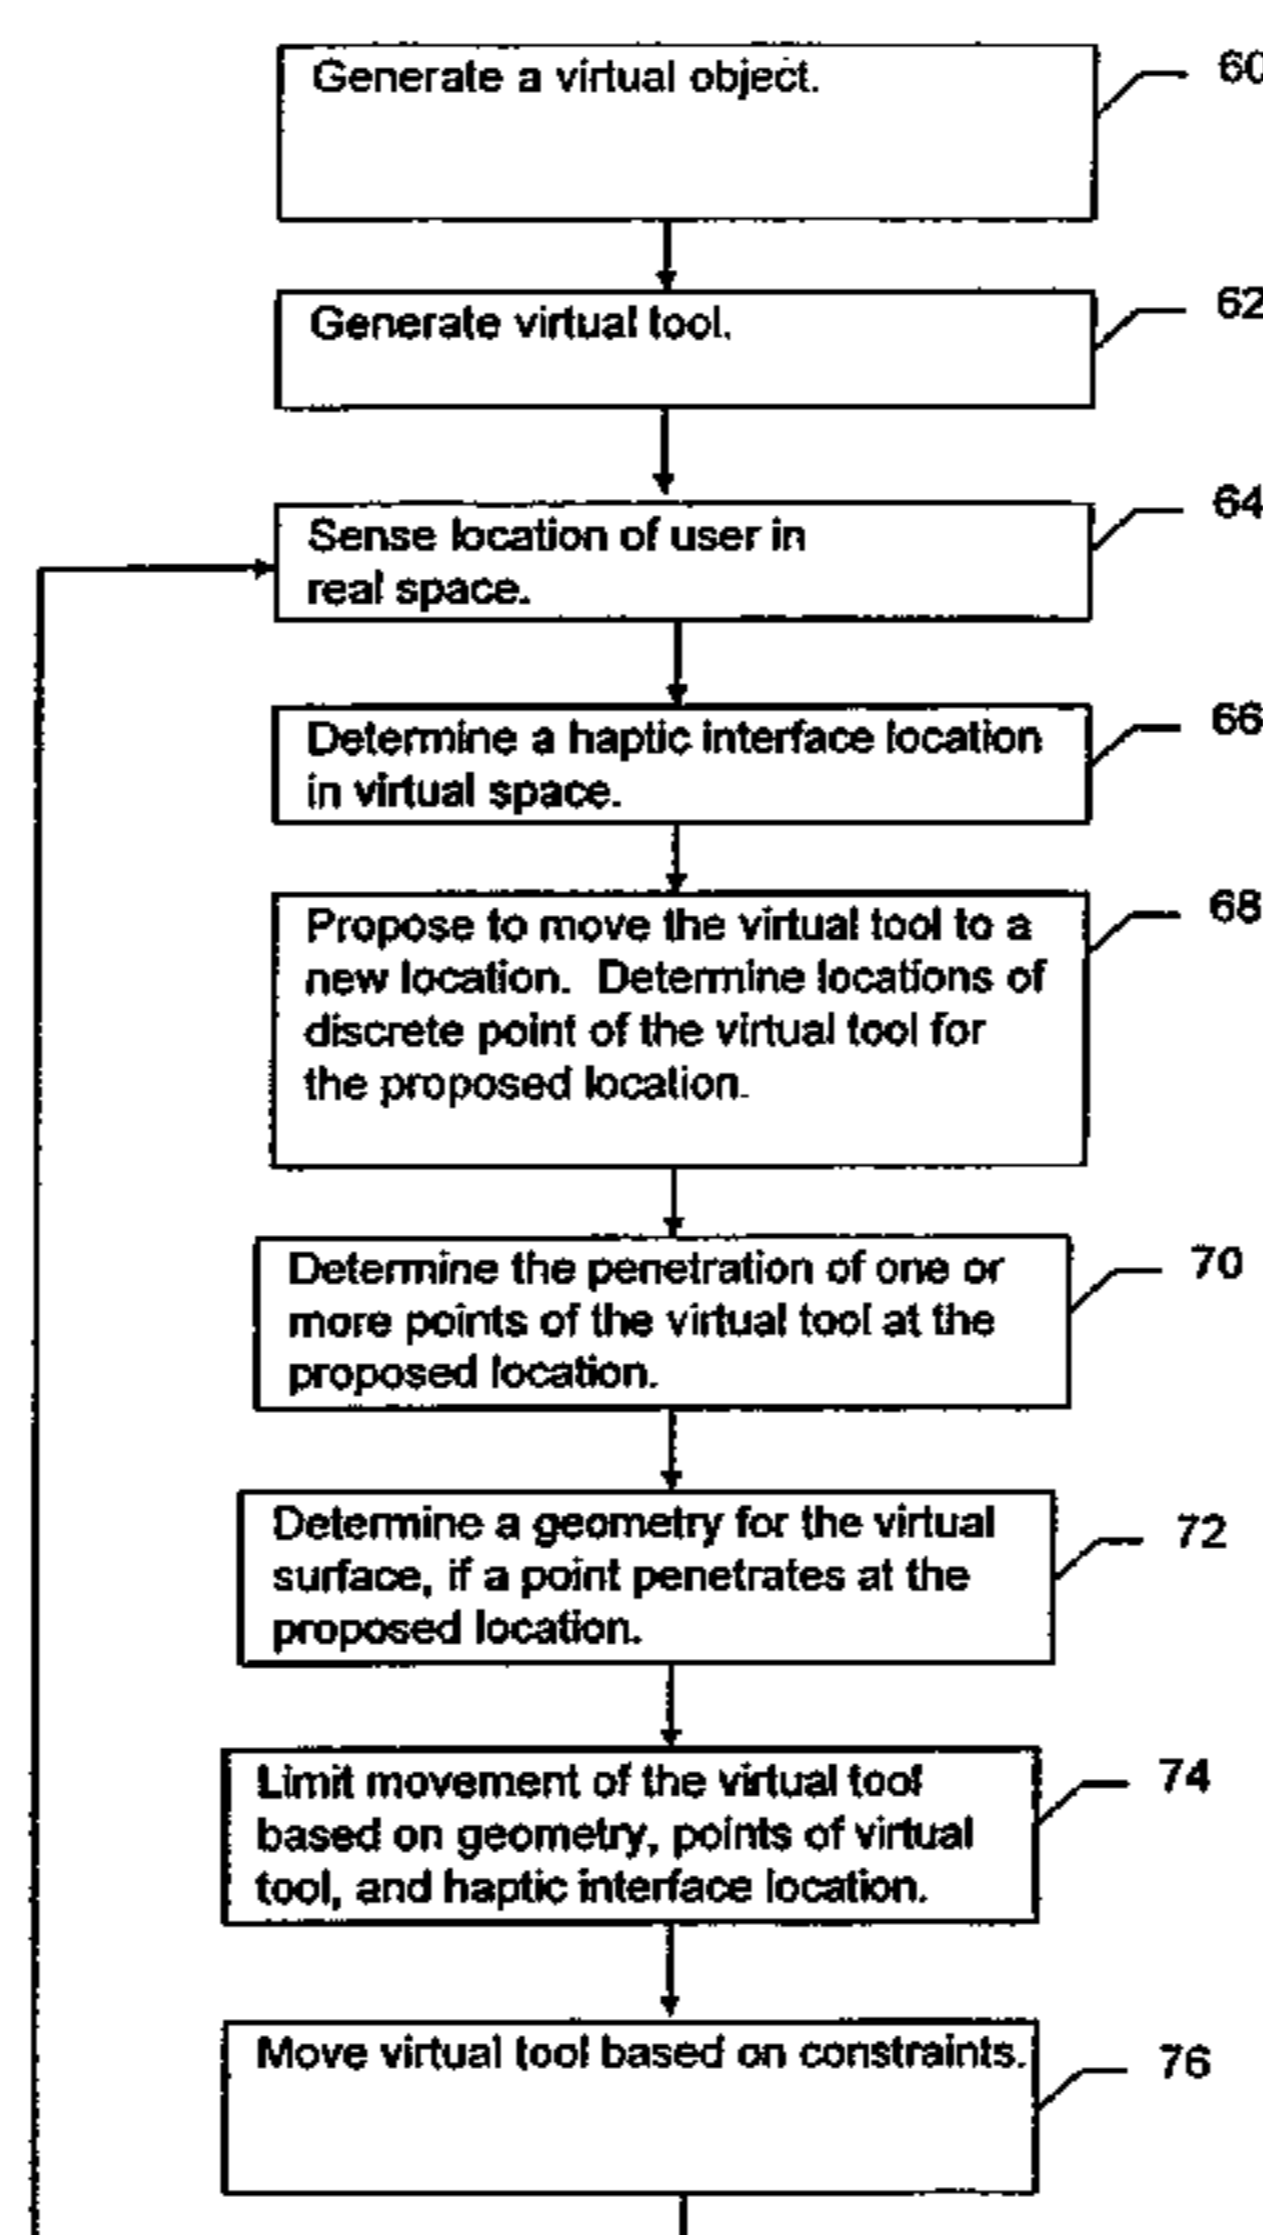 Generate a virtual object.
60
Generate virtual tool.
62
Sense location of user in
real space.
64
Determine a haptic interface location
in virtual space.
66
Propose to move the virtual tool to a
new location. Determine locations of
discrete point of the virtual tool for
the proposed location.
68
Determine the penetration of one or
more points of the virtual tool at the
proposed location.
70
Determine a geometry for the virtual
surface, if a point penetrates at the
proposed location.
72
Limit movement of the virtual tool
based on geometry, points of virtual
tool, and haptic interface location.
74
Move virtual tool based on constraints.
76